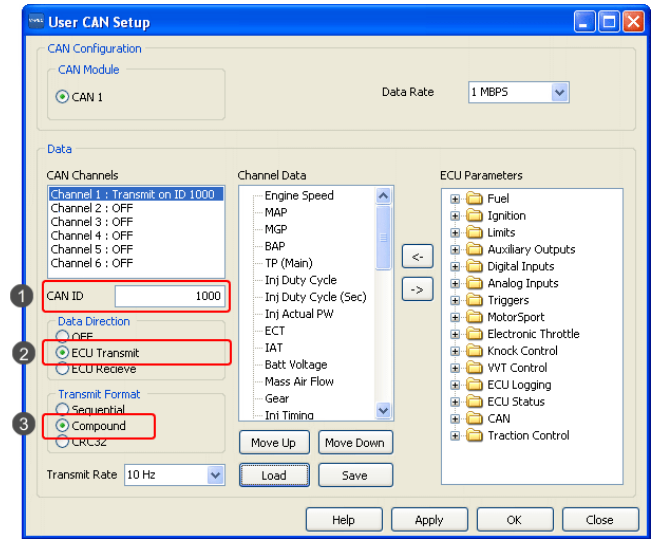 User CAN Setup
CAN Configuration
CAN Module
CAN 1
Data Rate
1 MBPS
Data
CAN Channels
Channel 1 : Transmit on ID 1000
Channel 2 : OFF
Channel 3 : OFF
Channel 4 : OFF
Channel 5 : OFF
Channel 6 : OFF
1
CAN ID
1000
Data Direction
OFF
2
ECU Transmit
ECU Recieve
Transmit Format
Sequential
3
Compound
CRC32
Transmit Rate
10 Hz
Channel Data
Engine Speed
MAP
MGP
BAP
TP (Main)
Inj Duty Cycle
Inj Duty Cycle (Sec)
Inj Actual PW
ECT
IAT
Batt Voltage
Mass Air Flow
Gear
Inj Timing
Move Up
Move Down
Load
Save
<-
->
ECU Parameters
Fuel
Ignition
Limits
Auxiliary Outputs
Digital Inputs
Analog Inputs
Triggers
MotorSport
Electronic Throttle
Knock Control
VVT Control
ECU Logging
ECU Status
CAN
Traction Control
Help
Apply
OK
Close